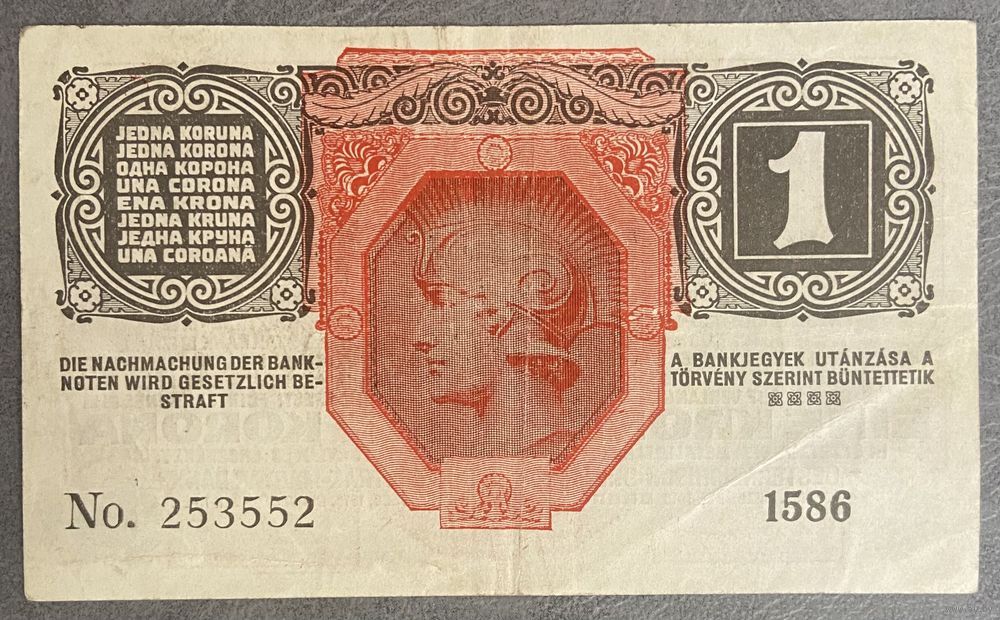 JEDNA KORUNA
JEDNA KORONA
ОДНА КОРОНА
UNA CORONA
ENA KRONA
JEDNA KRUNA
ЈЕДНА КРУНА
UNA COROANĂ
1
DIE NACHMACHUNG DER BANK-
NOTEN WIRD GESETZLICH BE-
STRAFT
A BANKJEGYEK UTÁNZÁSA A
TÖRVÉNY SZERINT BÜNTETTETIK
No. 253552
1586